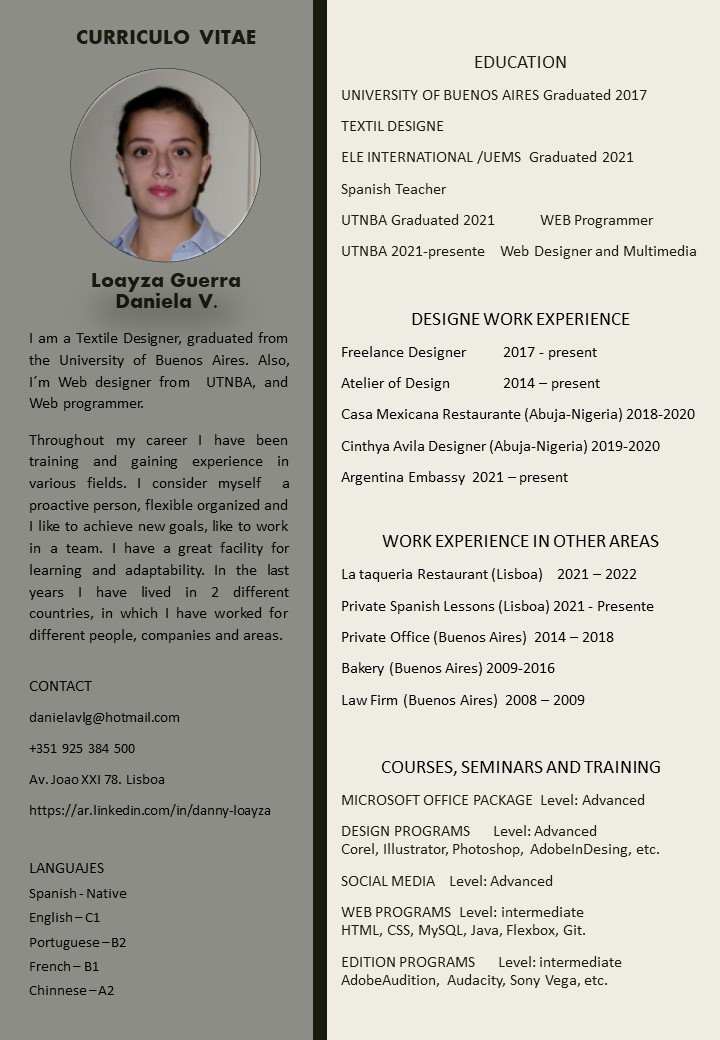 CURRICULO VITAE
Loayza Guerra
Daniela V.
I am a Textile Designer, graduated from
the University of Buenos Aires. Also,
I´m Web designer from UTNBA, and
Web programmer.
Throughout my career I have been
training and gaining experience in
various fields. I consider myself a
proactive person, flexible organized and
I like to achieve new goals, like to work
in a team. I have a great facility for
learning and adaptability. In the last
years I have lived in 2 different
countries, in which I have worked for
different people, companies and areas.
CONTACT
danielavlg@hotmail.com
+351 925 384 500
Av. Joao XXI 78. Lisboa
https://ar.linkedin.com/in/danny-loayza
LANGUAJES
Spanish - Native
English – C1
Portuguese – B2
French – B1
Chinnese – A2
EDUCATION
UNIVERSITY OF BUENOS AIRES Graduated 2017
TEXTIL DESIGNE
ELE INTERNATIONAL /UEMS Graduated 2021
Spanish Teacher
UTNBA Graduated 2021 WEB Programmer
UTNBA 2021-presente Web Designer and Multimedia
DESIGNE WORK EXPERIENCE
Freelance Designer 2017 - present
Atelier of Design 2014 – present
Casa Mexicana Restaurante (Abuja-Nigeria) 2018-2020
Cinthya Avila Designer (Abuja-Nigeria) 2019-2020
Argentina Embassy 2021 – present
WORK EXPERIENCE IN OTHER AREAS
La taqueria Restaurant (Lisboa) 2021 – 2022
Private Spanish Lessons (Lisboa) 2021 - Presente
Private Office (Buenos Aires) 2014 – 2018
Bakery (Buenos Aires) 2009-2016
Law Firm (Buenos Aires) 2008 – 2009
COURSES, SEMINARS AND TRAINING
MICROSOFT OFFICE PACKAGE Level: Advanced
DESIGN PROGRAMS Level: Advanced
Corel, Illustrator, Photoshop, AdobeInDesing, etc.
SOCIAL MEDIA Level: Advanced
WEB PROGRAMS Level: intermediate
HTML, CSS, MySQL, Java, Flexbox, Git.
EDITION PROGRAMS Level: intermediate
AdobeAudition, Audacity, Sony Vega, etc.